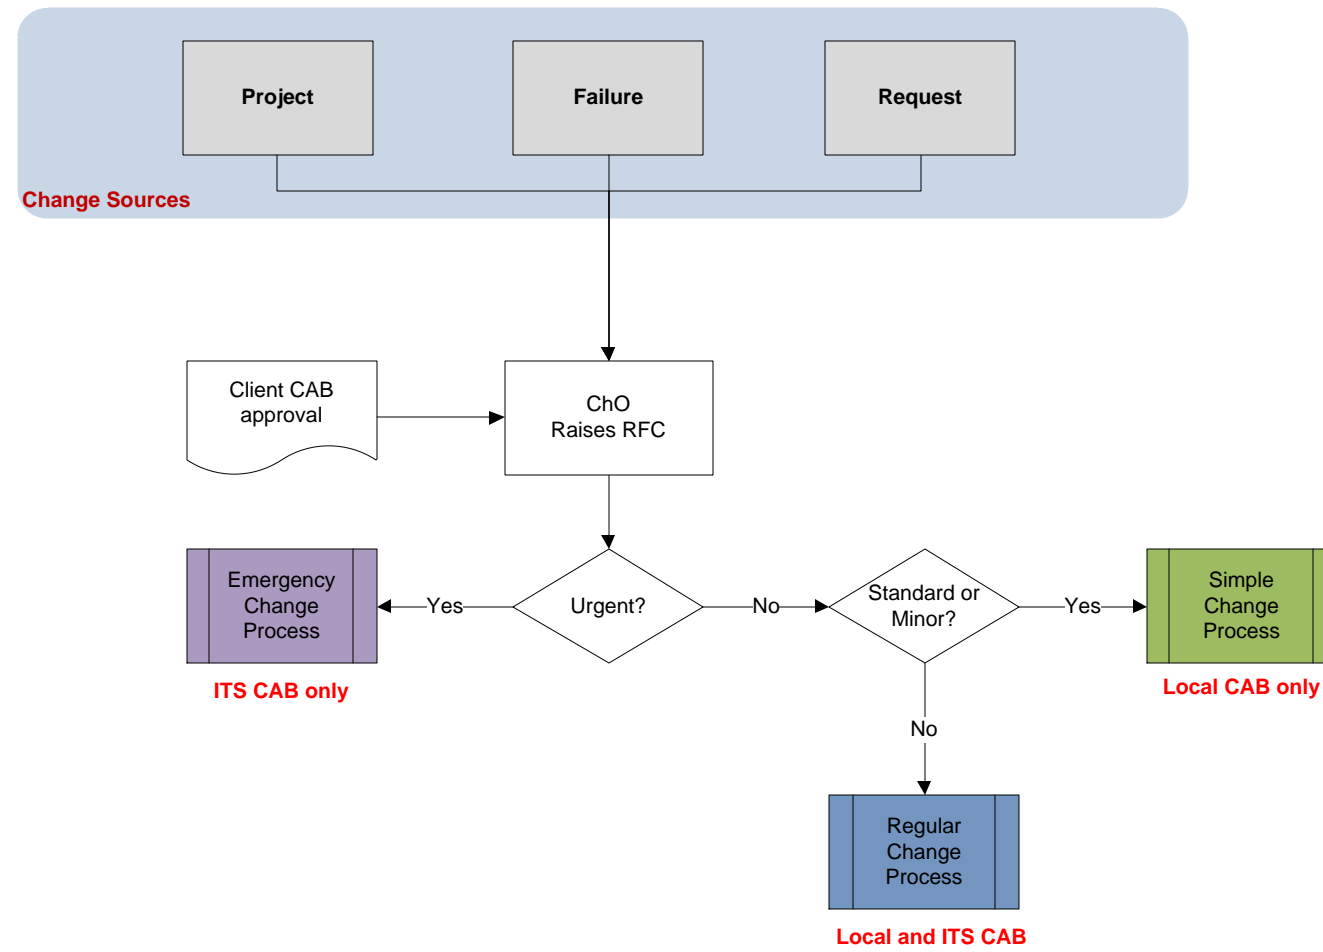 Project
Failure
Request
Change Sources
Client CAB
approval
ChO
Raises RFC
Emergency
Change
Process
Yes
Urgent?
No
Standard or
Minor?
Yes
Simple
Change
Process
ITS CAB only
Local CAB only
No
Regular
Change
Process
Local and ITS CAB